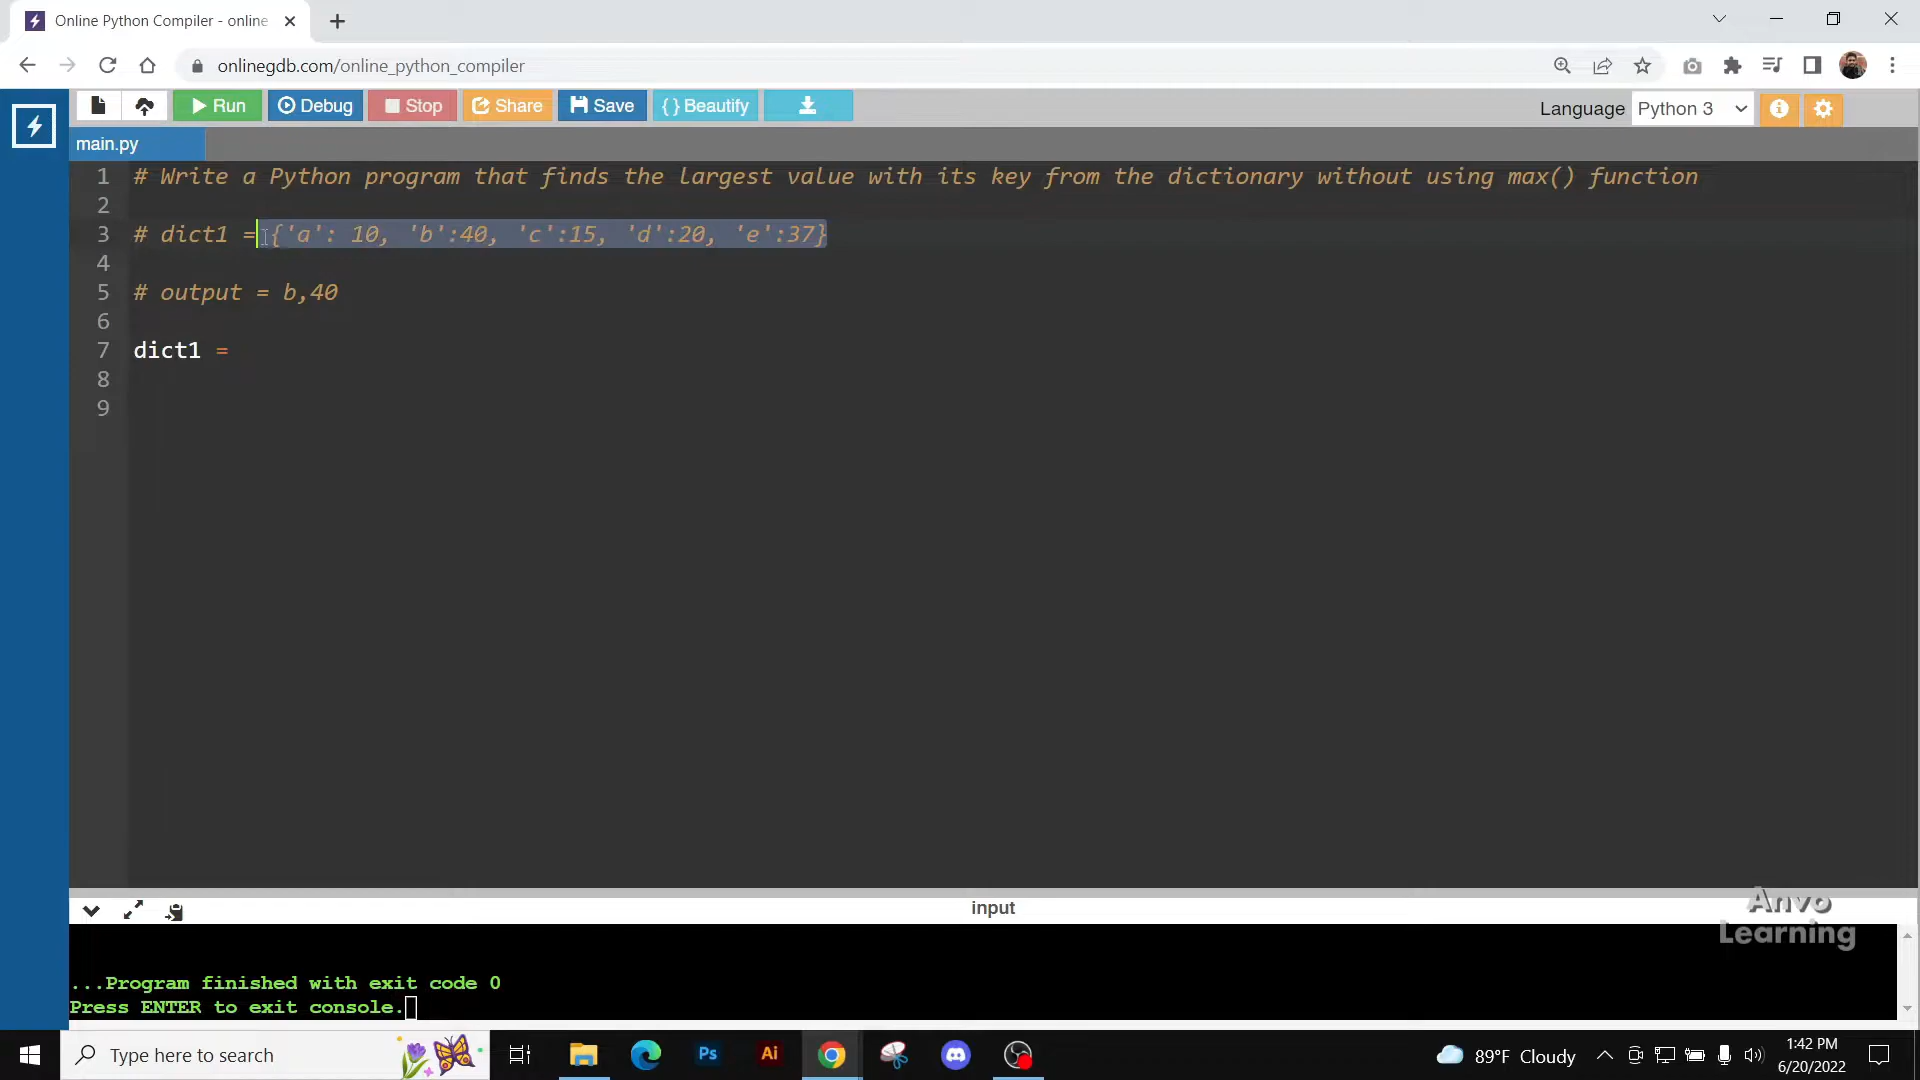 Online Python Compiler - online
onlinegdb.com/online_python_compiler
Run Debug Stop Share Save { } Beautify Language Python 3
main.py
1 # Write a Python program that finds the largest value with its key from the dictionary without using max() function
2
3 # dict1 = {'a': 10, 'b':40, 'c':15, 'd':20, 'e':37}
4
5 # output = b,40
6
7 dict1 =
8
9
input
Anvo
Learning
...Program finished with exit code 0
Press ENTER to exit console.
Type here to search Ps Ai 89°F Cloudy 1:42 PM
6/20/2022